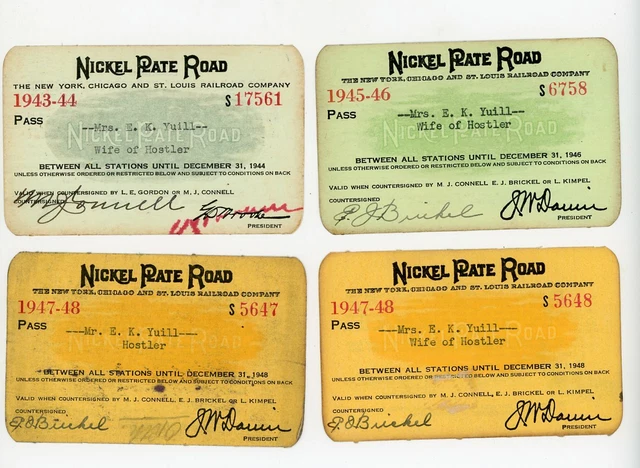 NICKEL PLATE ROAD
THE NEW YORK, CHICAGO AND ST. LOUIS RAILROAD COMPANY
1943-44 S 17561
PASS
--Mrs. E. K. Yuill--
Wife of Hostler
NICKEL PLATE ROAD
BETWEEN ALL STATIONS UNTIL DECEMBER 31, 1944
UNLESS OTHERWISE ORDERED OR RESTRICTED BELOW AND SUBJECT TO CONDITIONS ON BACK
VALID WHEN COUNTERSIGNED BY L. E. GORDON OR M. J. CONNELL
COUNTERSIGNED
M J Connell
PRESIDENT
NICKEL PLATE ROAD
THE NEW YORK, CHICAGO AND ST. LOUIS RAILROAD COMPANY
1945-46 S 6758
PASS
--Mrs. E. K. Yuill---
Wife of Hostler
NICKEL PLATE ROAD
BETWEEN ALL STATIONS UNTIL DECEMBER 31, 1946
UNLESS OTHERWISE ORDERED OR RESTRICTED BELOW AND SUBJECT TO CONDITIONS ON BACK
VALID WHEN COUNTERSIGNED BY M. J. CONNELL, E. J. BRICKEL OR L. KIMPEL
COUNTERSIGNED
E J Brickel
PRESIDENT
NICKEL PLATE ROAD
THE NEW YORK, CHICAGO AND ST. LOUIS RAILROAD COMPANY
1947-48 S 5647
PASS
---Mr. E. K. Yuill----
Hostler
BETWEEN ALL STATIONS UNTIL DECEMBER 31, 1948
UNLESS OTHERWISE ORDERED OR RESTRICTED BELOW AND SUBJECT TO CONDITIONS ON BACK
VALID WHEN COUNTERSIGNED BY M. J. CONNELL, E. J. BRICKEL OR L. KIMPEL
COUNTERSIGNED
E J Brickel
PRESIDENT
NICKEL PLATE ROAD
THE NEW YORK, CHICAGO AND ST. LOUIS RAILROAD COMPANY
1947-48 S 5648
PASS
---Mrs. E. K. Yuill----
Wife of Hostler
BETWEEN ALL STATIONS UNTIL DECEMBER 31, 1948
UNLESS OTHERWISE ORDERED OR RESTRICTED BELOW AND SUBJECT TO CONDITIONS ON BACK
VALID WHEN COUNTERSIGNED BY M. J. CONNELL, E. J. BRICKEL OR L. KIMPEL
COUNTERSIGNED
E J Brickel
PRESIDENT